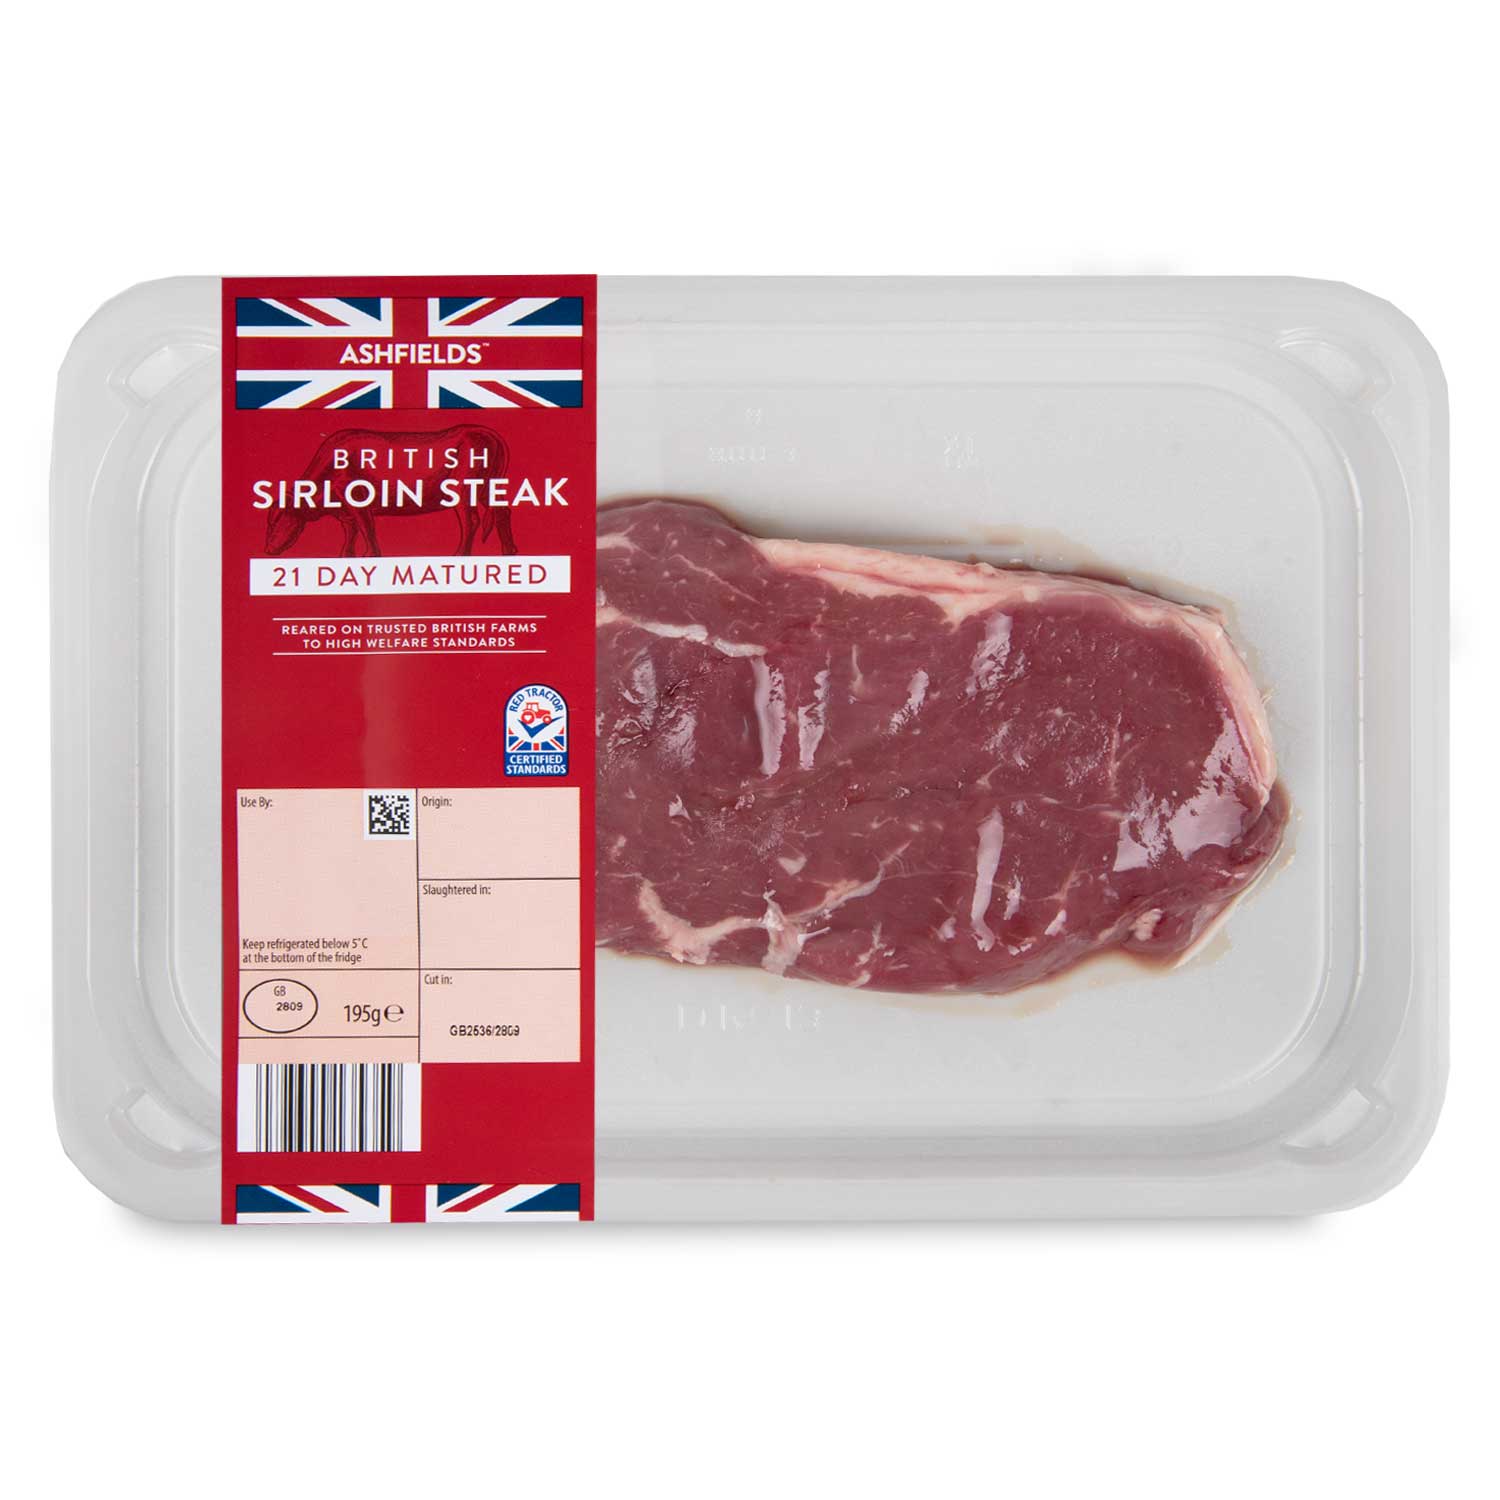 ASHFIELDS™
BRITISH
SIRLOIN STEAK
21 DAY MATURED
REARED ON TRUSTED BRITISH FARMS
TO HIGH WELFARE STANDARDS
RED TRACTOR
CERTIFIED
STANDARDS
Use By:
Origin:
Slaughtered in:
Keep refrigerated below 5°C
at the bottom of the fridge
GB
2809
195g℮
Cut in:
GB2536/2809